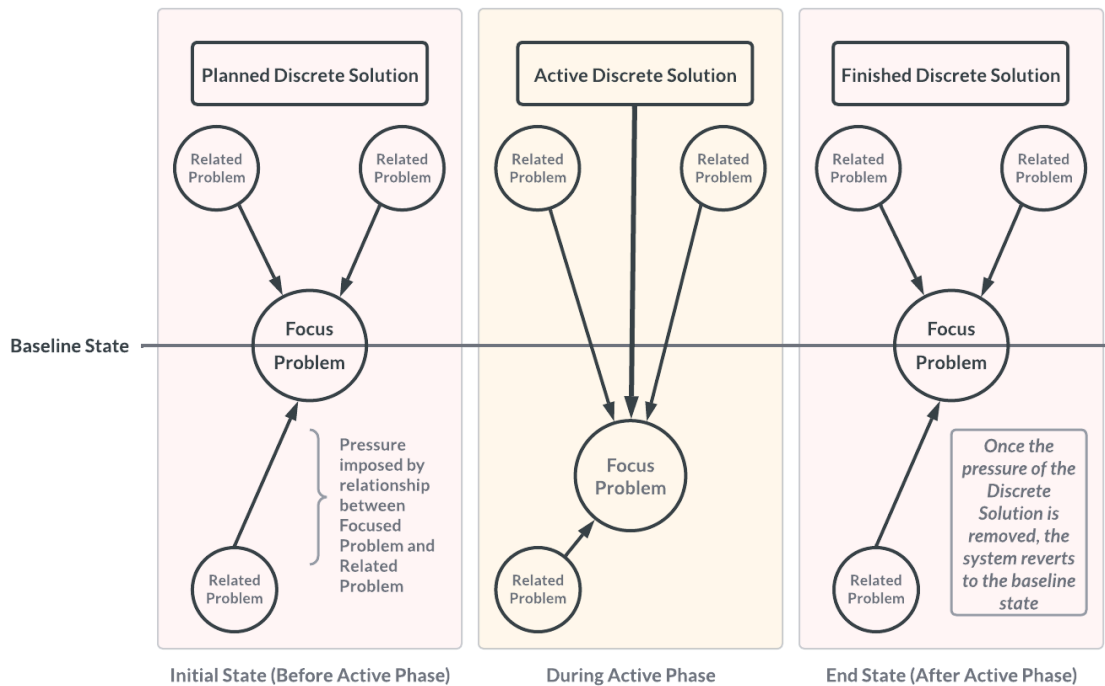 Planned Discrete Solution
Related
Problem
Related
Problem
Focus
Problem
Pressure
imposed by
relationship
between
Focused
Problem and
Related
Problem
Related
Problem
Initial State (Before Active Phase)
Baseline State
Active Discrete Solution
Related
Problem
Related
Problem
Focus
Problem
Related
Problem
During Active Phase
Finished Discrete Solution
Related
Problem
Related
Problem
Focus
Problem
Once the
pressure of the
Discrete
Solution is
removed, the
system reverts
to the baseline
state
Related
Problem
End State (After Active Phase)